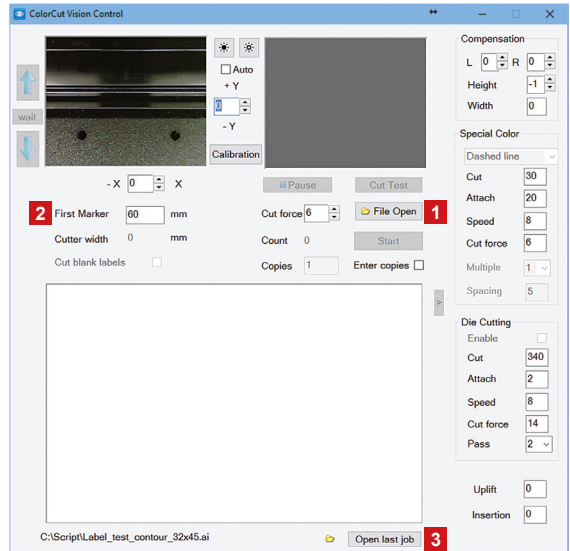 ColorCut Vision Control
Compensation
L 0 R 0
Height -1
Width 0
Auto
+ Y
0
- Y
wait
Calibration
- X 0 X
Pause
Cut Test
2 First Marker 60 mm
Cut force 6
File Open 1
Cutter width 0 mm
Count 0
Start
Cut blank labels
Copies 1
Enter copies
>
Special Color
Dashed line
Cut 30
Attach 20
Speed 8
Cut force 6
Multiple 1
Spacing 5
Die Cutting
Enable
Cut 340
Attach 2
Speed 8
Cut force 14
Pass 2
Uplift 0
Insertion 0
C:\Script\Label_test_contour_32x45.ai
Open last job 3